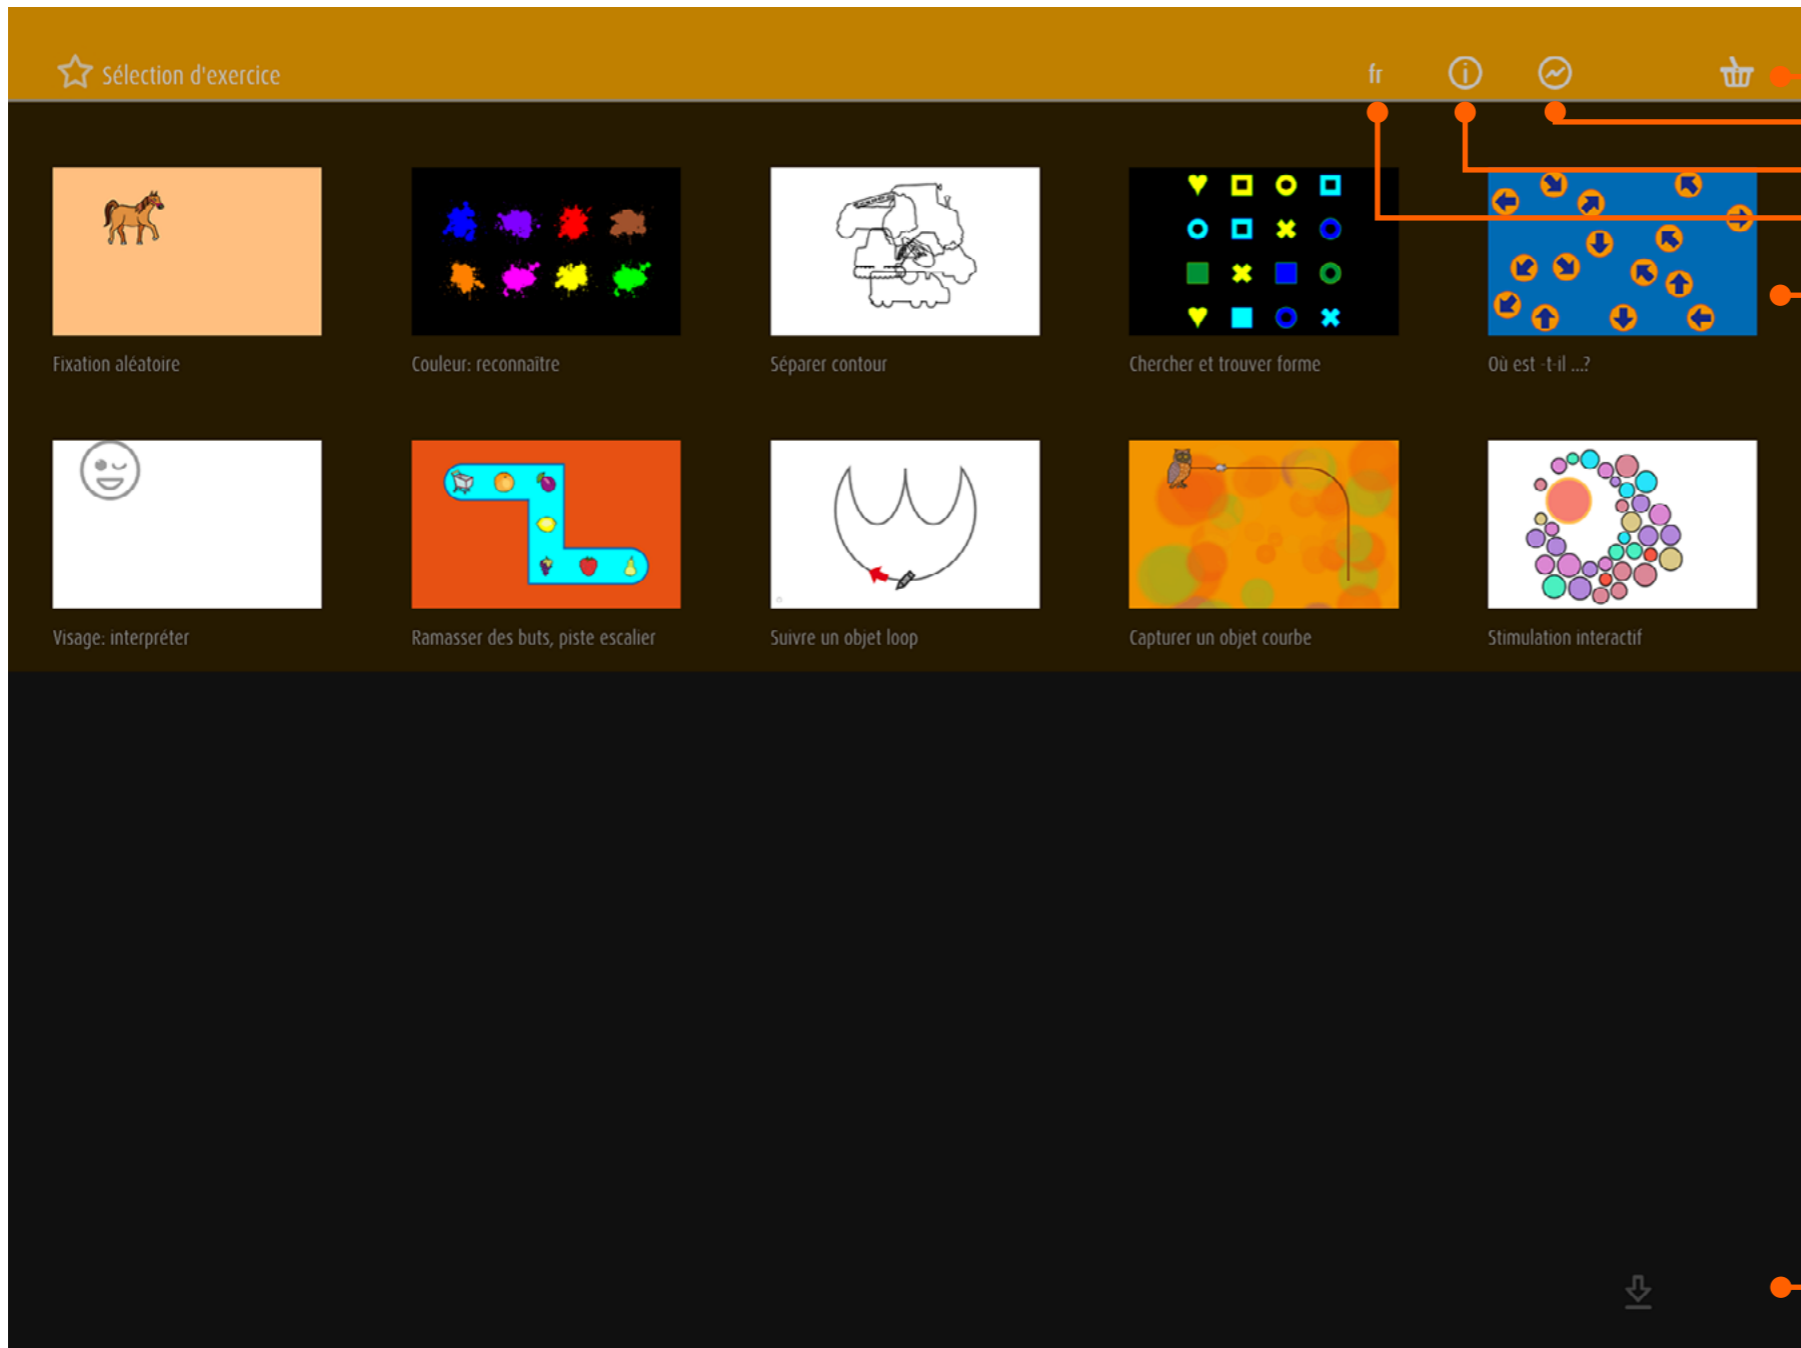 Sélection d'exercice
fr
Fixation aléatoire
Couleur: reconnaître
Séparer contour
Chercher et trouver forme
Où est -t-il ...?
Visage: interpréter
Ramasser des buts, piste escalier
Suivre un objet loop
Capturer un objet courbe
Stimulation interactif